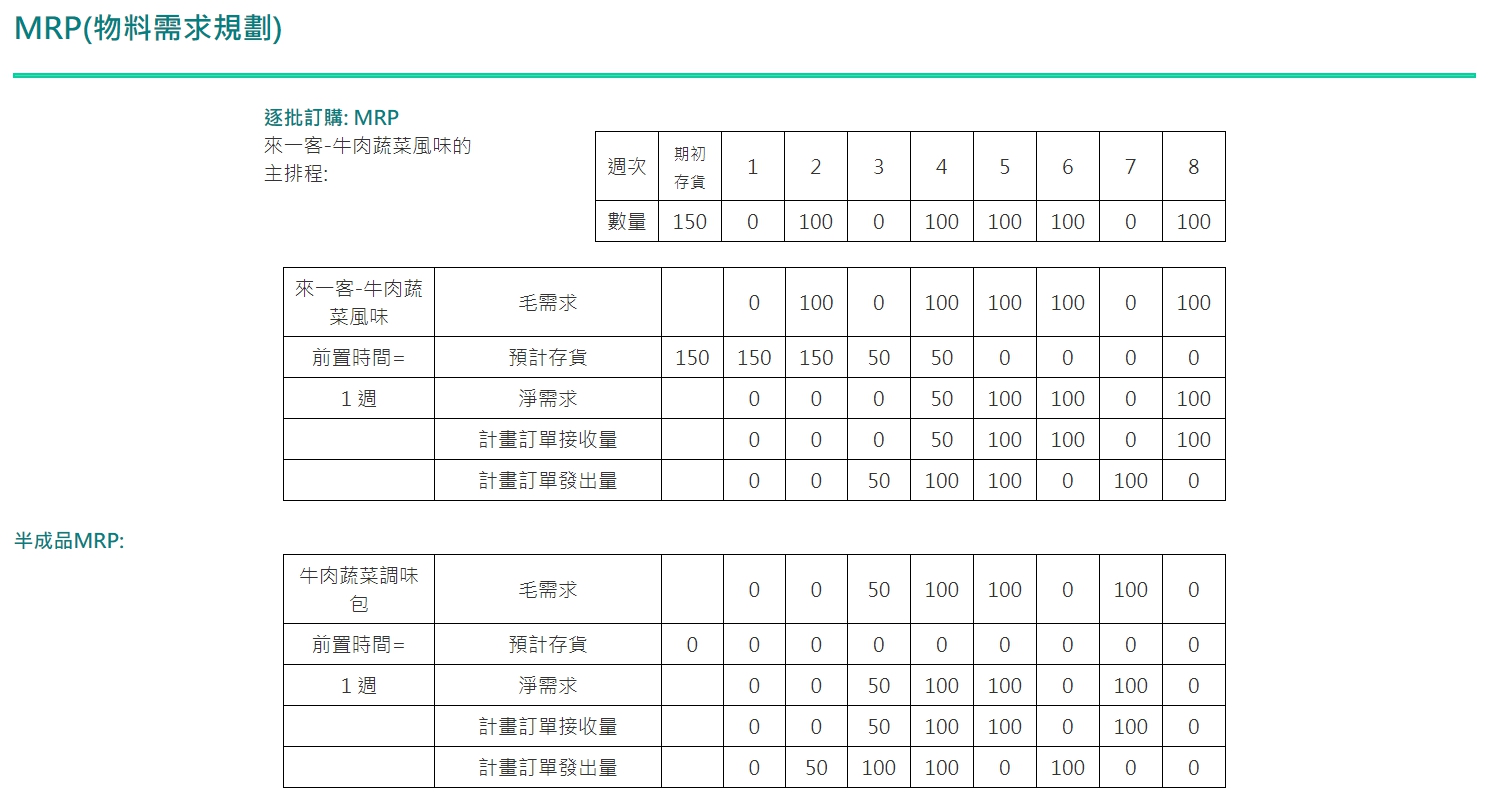 MRP(物料需求規劃)
逐批訂購: MRP
來一客-牛肉蔬菜風味的
主排程:
週次 期初存貨 1 2 3 4 5 6 7 8
數量 150 0 100 0 100 100 100 0 100
來一客-牛肉蔬菜風味 毛需求 0 100 0 100 100 100 0 100
前置時間= 預計存貨 150 150 150 50 50 0 0 0 0
1 週 淨需求 0 0 0 50 100 100 0 100
計畫訂單接收量 0 0 0 50 100 100 0 100
計畫訂單發出量 0 0 50 100 100 0 100 0
半成品MRP:
牛肉蔬菜調味包 毛需求 0 0 50 100 100 0 100 0
前置時間= 預計存貨 0 0 0 0 0 0 0 0 0
1 週 淨需求 0 0 50 100 100 0 100 0
計畫訂單接收量 0 0 50 100 100 0 100 0
計畫訂單發出量 0 50 100 100 0 100 0 0